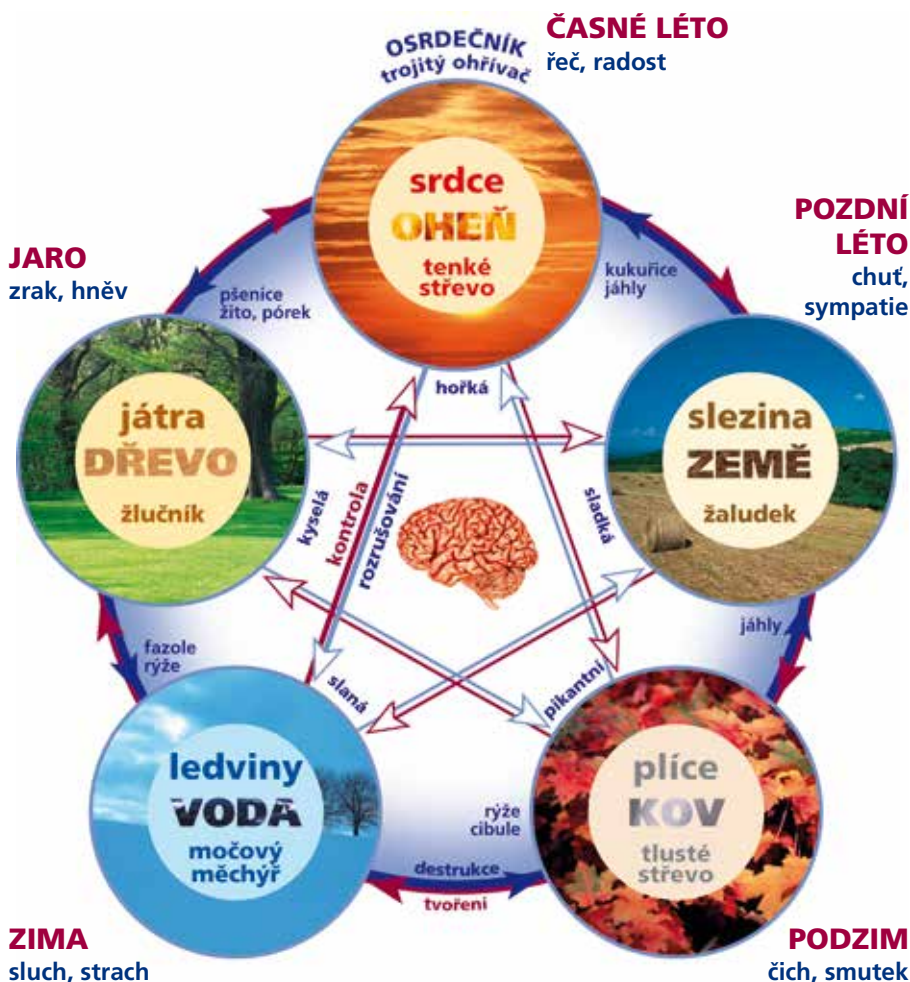 ČASNÉ LÉTO
řeč, radost
OSRDEČNÍK
trojitý ohřívač
srdce
OHEŇ
tenké
střevo
POZDNÍ
LÉTO
chuť,
sympatie
JARO
zrak, hněv
pšenice
žito, pórek
kukuřice
jáhly
hořká
játra
DŘEVO
žlučník
slezina
ZEMĚ
žaludek
kyselá
kontrola
rozrušování
sladká
fazole
rýže
jáhly
slaná
pikantní
ledviny
VODA
močový
měchýř
plíce
KOV
tlusté
střevo
rýže
cibule
destrukce
tvoření
ZIMA
sluch, strach
PODZIM
čich, smutek